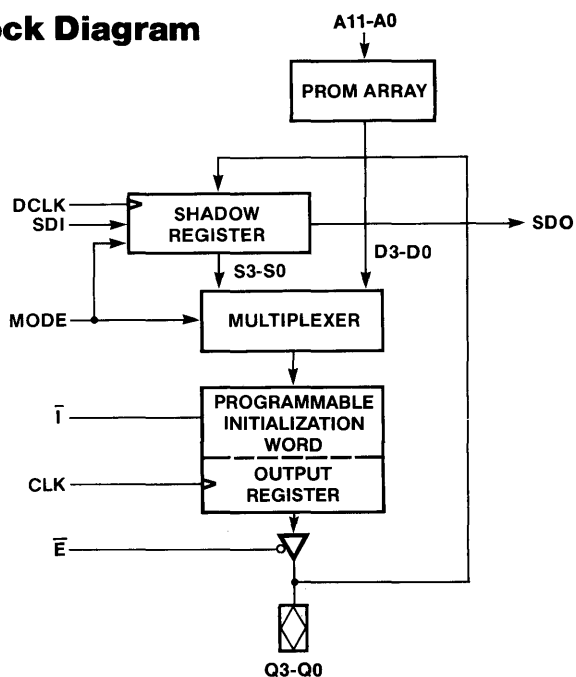 ock Diagram
A11-A0
PROM ARRAY
DCLK
SDI
SHADOW
REGISTER
SDO
S3-S0
D3-D0
MODE
MULTIPLEXER
I̅
PROGRAMMABLE
INITIALIZATION
WORD
CLK
OUTPUT
REGISTER
E̅
Q3-Q0